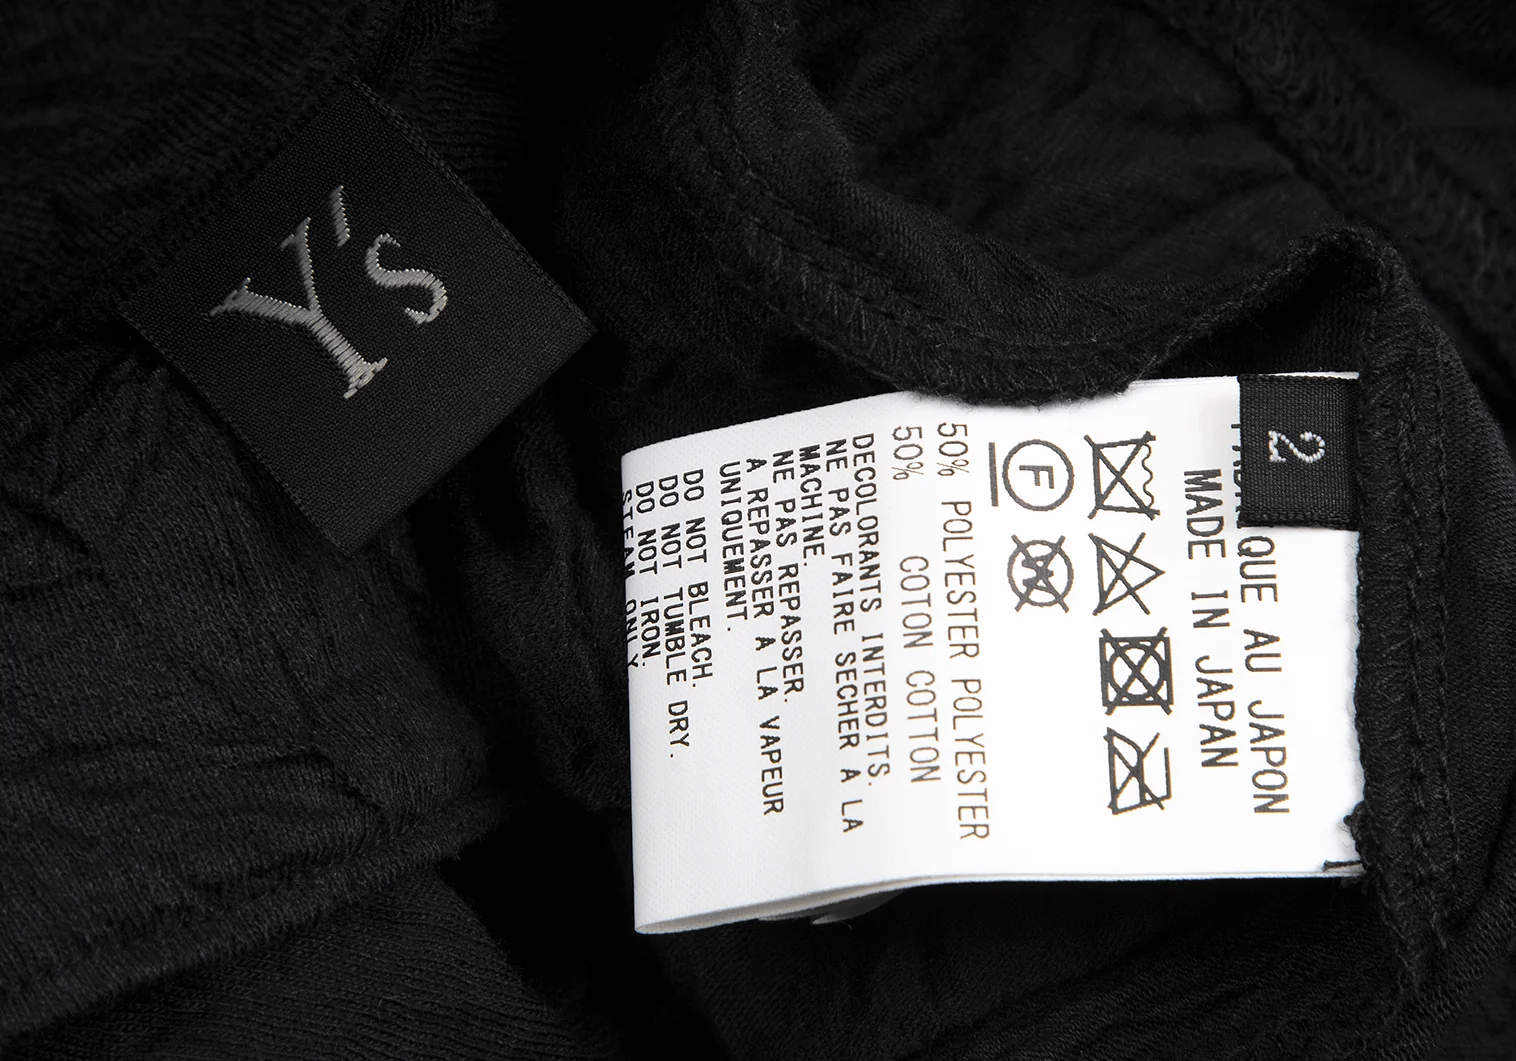 Y's
2
QUE AU JAPON
MADE IN JAPAN
F
W
50% POLYESTER POLYESTER
50% COTON COTTON
DECOLORANTS INTERDITS.
NE PAS FAIRE SECHER A LA
MACHINE.
NE PAS REPASSER.
A REPASSER A LA VAPEUR
UNIQUEMENT.
DO NOT BLEACH.
DO NOT TUMBLE DRY.
DO NOT IRON.
STEAM ONLY